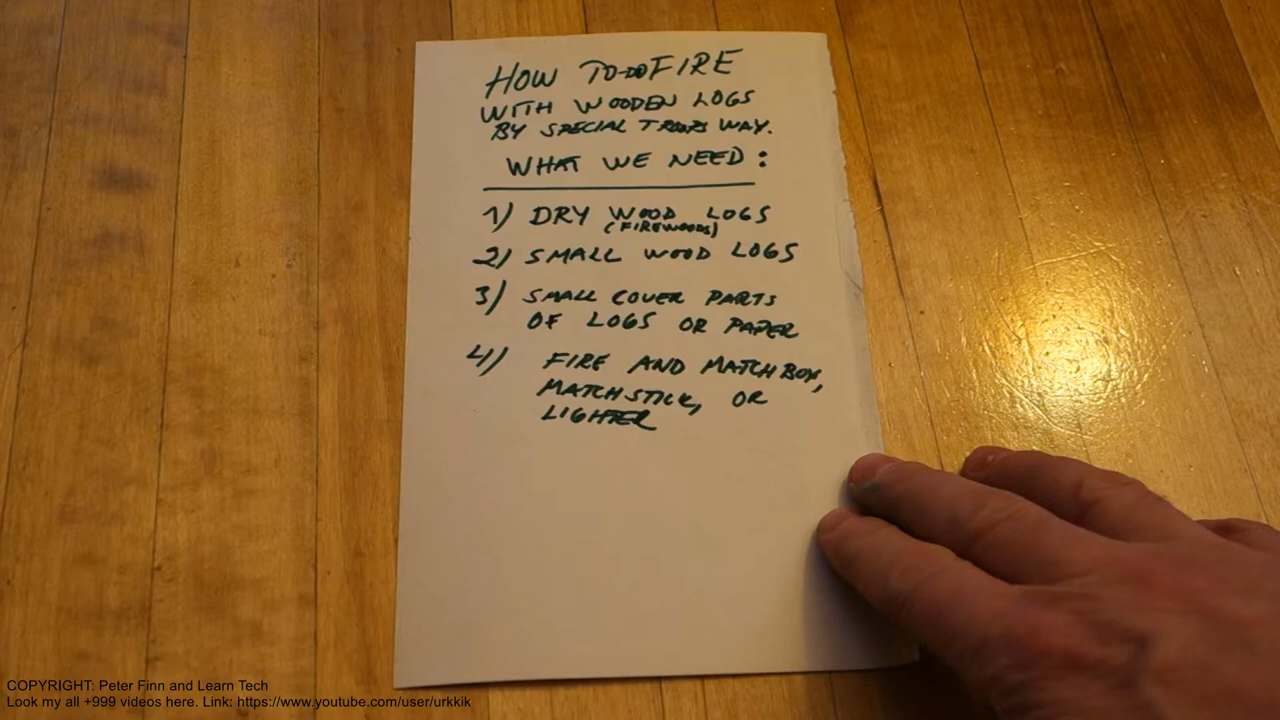 HOW TO DO FIRE
WITH WOODEN LOGS
BY SPECIAL TROOPS WAY.
WHAT WE NEED:
1) DRY WOOD LOGS
(FIREWOODS)
2) SMALL WOOD LOGS
3) SMALL COVER PARTS
OF LOGS OR PAPER
4) FIRE AND MATCHBOX,
MATCHSTICK, OR
LIGHTER
COPYRIGHT: Peter Finn and Learn Tech
Look my all +999 videos here. Link: https://www.youtube.com/user/urkkik